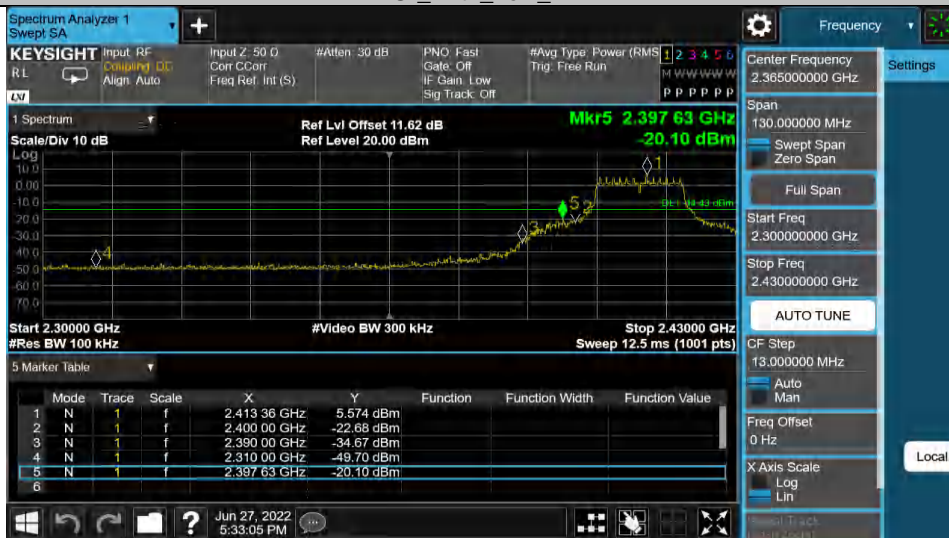 Spectrum Analyzer 1
Swept SA
+
Frequency
KEYSIGHT
RL
LXI
Input: RF
Coupling: DC
Align: Auto
Input Z: 50 Ω
Corr CCorr
Freq Ref: Int (S)
#Atten: 30 dB
PNO: Fast
Gate: Off
IF Gain: Low
Sig Track: Off
#Avg Type: Power (RMS
Trig: Free Run
1 2 3 4 5 6
M W W W W W
P P P P P P
Center Frequency
2.365000000 GHz
Settings
Span
130.000000 MHz
Swept Span
Zero Span
Full Span
Start Freq
2.300000000 GHz
Stop Freq
2.430000000 GHz
AUTO TUNE
CF Step
13.000000 MHz
Auto
Man
Freq Offset
0 Hz
Local
X Axis Scale
Log
Lin
1 Spectrum
Scale/Div 10 dB
Ref Lvl Offset 11.62 dB
Ref Level 20.00 dBm
Mkr5 2.397 63 GHz
-20.10 dBm
Log
10.0
0.00
-10.0
-20.0
-30.0
-40.0
-50.0
-60.0
-70.0
1
5
2
3
4
Start 2.30000 GHz
#Res BW 100 kHz
#Video BW 300 kHz
Stop 2.43000 GHz
Sweep 12.5 ms (1001 pts)
5 Marker Table
Mode Trace Scale X Y Function Function Width Function Value
1 N 1 f 2.413 36 GHz 5.574 dBm
2 N 1 f 2.400 00 GHz -22.68 dBm
3 N 1 f 2.390 00 GHz -34.67 dBm
4 N 1 f 2.310 00 GHz -49.70 dBm
5 N 1 f 2.397 63 GHz -20.10 dBm
6
?
Jun 27, 2022
5:33:05 PM